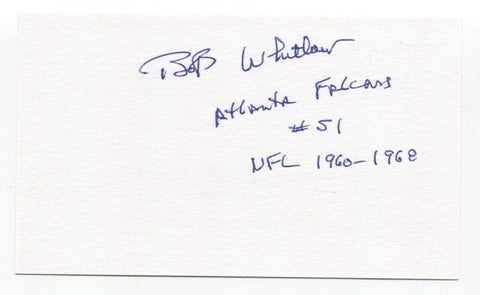 Bob Whitlow
Atlanta Falcons
#51
NFL 1960-1968